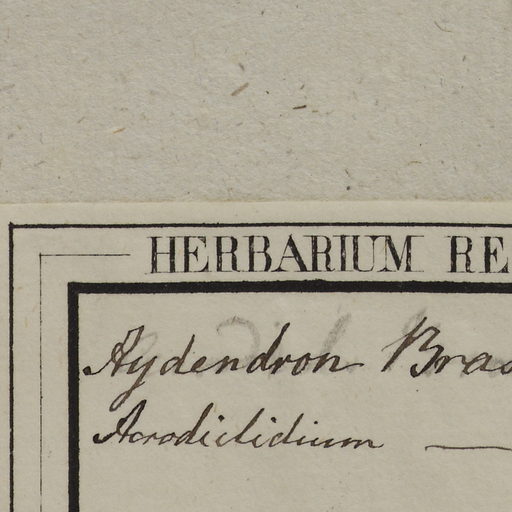 HERBARIUM RE
Aydendron Bras
Acrodiclidium —